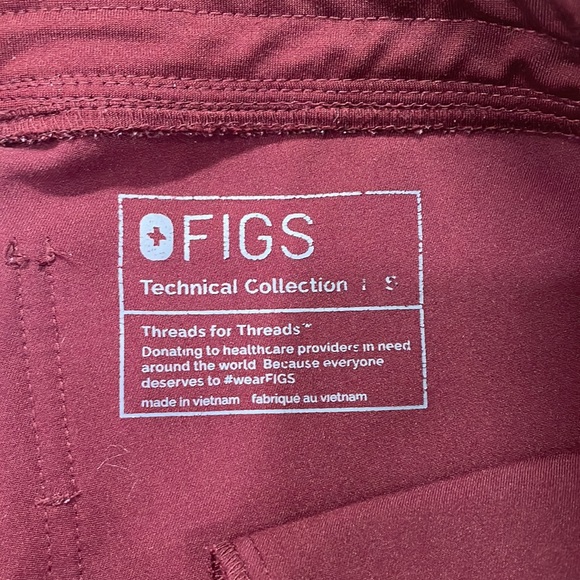 FIGS
Technical Collection | S
Threads for Threads™
Donating to healthcare providers in need
around the world. Because everyone
deserves to #wearFIGS
made in vietnam fabriqué au vietnam